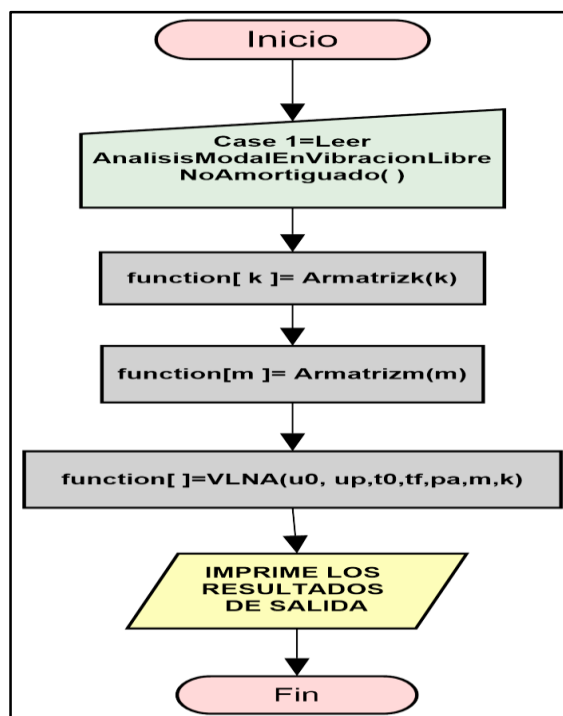 Inicio
Case 1=Leer
AnalisisModalEnVibracionLibre
NoAmortiguado( )
function[ k ]= Armatrizk(k)
function[m ]= Armatrizm(m)
function[ ]=VLNA(u0, up,t0,tf,pa,m,k)
IMPRIME LOS
RESULTADOS
DE SALIDA
Fin